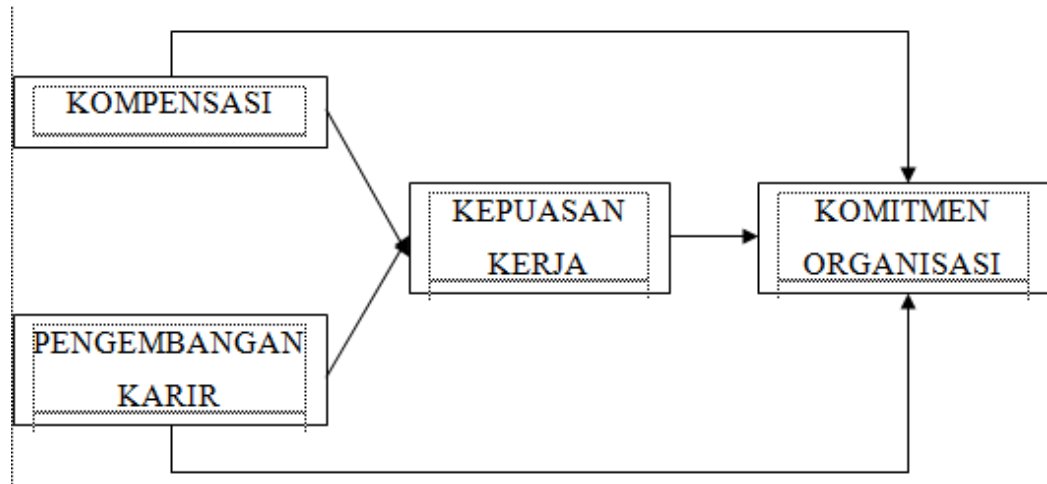 KOMPENSASI
KEPUASAN
KERJA
KOMITMEN
ORGANISASI
PENGEMBANGAN
KARIR